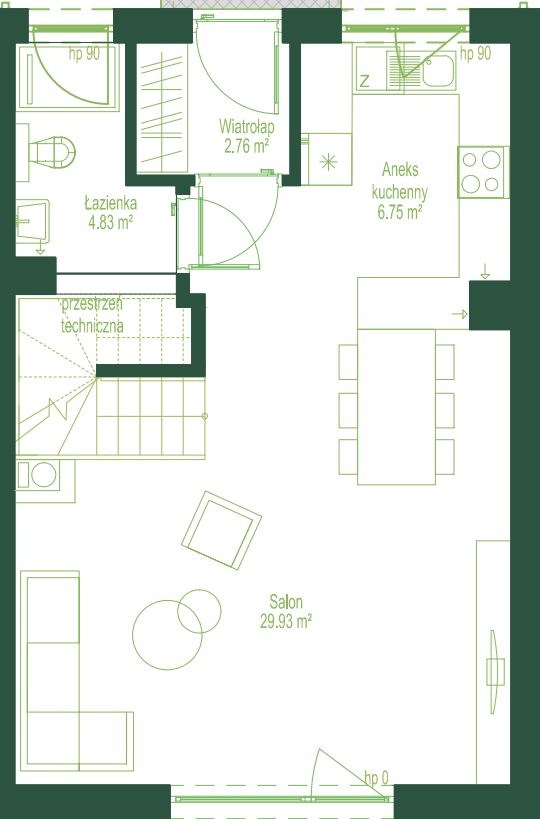 hp 90
hp 90
Wiatrołap
2.76 m²
Z
Aneks
kuchenny
6.75 m²
Łazienka
4.83 m²
przestrzeń
techniczna
Salon
29.93 m²
hp 0